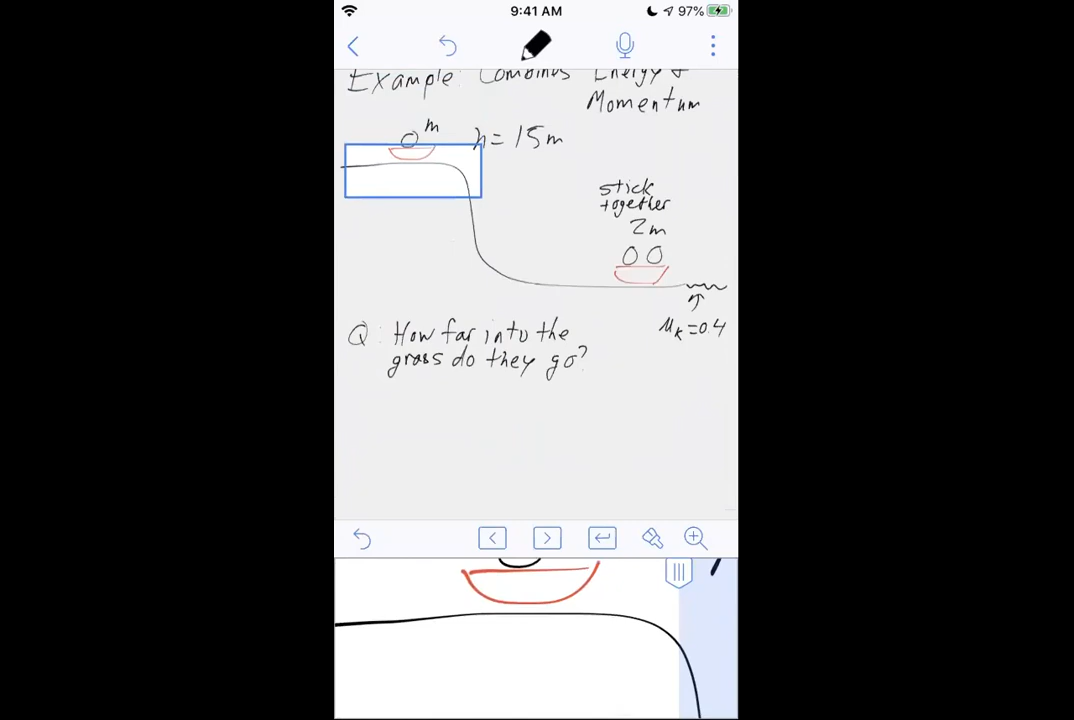 9:41 AM
97%
Example: Combines Energy &
Momentum
m h = 15m
stick
together
2m
μk = 0.4
Q: How far into the
grass do they go?